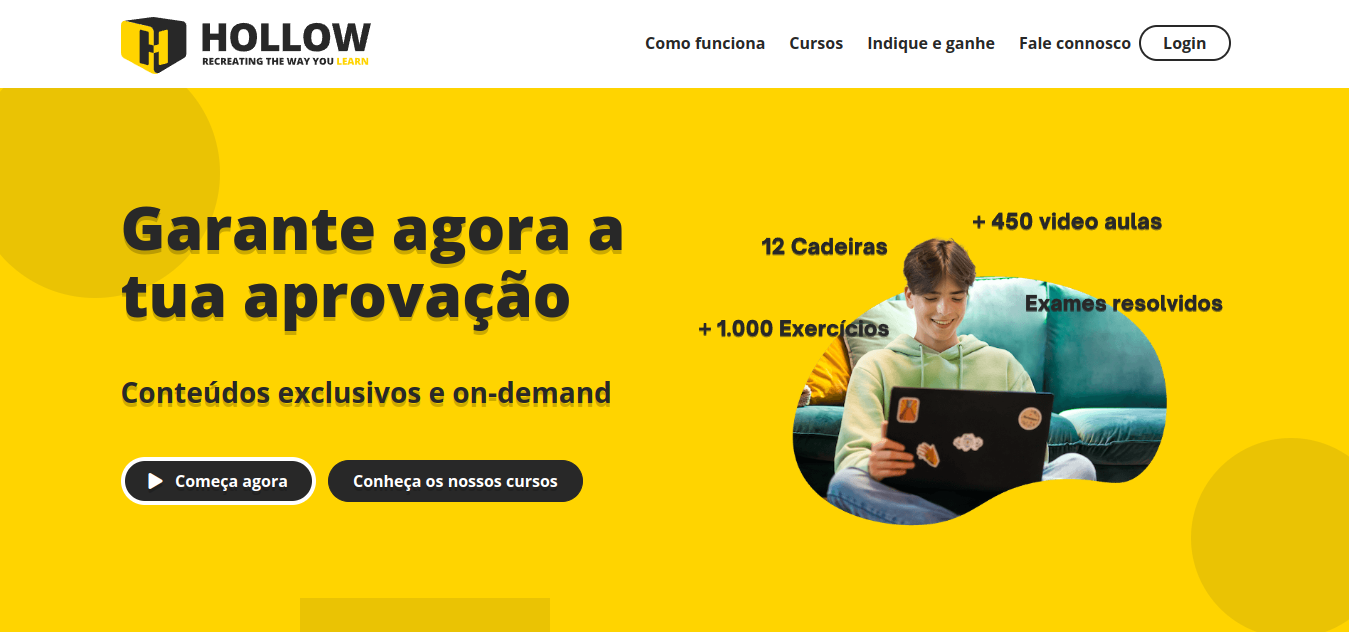 HOLLOW
RECREATING THE WAY YOU LEARN
Como funciona Cursos Indique e ganhe Fale connosco Login
Garante agora a
tua aprovação
Conteúdos exclusivos e on-demand
Começa agora Conheça os nossos cursos
+ 450 video aulas
12 Cadeiras
Exames resolvidos
+ 1.000 Exercícios